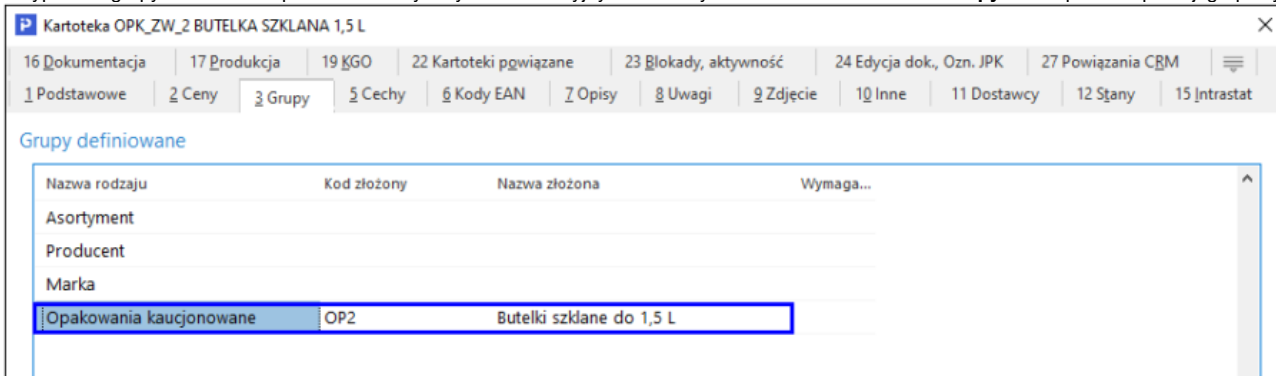 Kartoteka OPK_ZW_2 BUTELKA SZKLANA 1,5 L
16 Dokumentacja 17 Produkcja 19 KGO 22 Kartoteki powiązane 23 Blokady, aktywność 24 Edycja dok., Ozn. JPK 27 Powiązania CRM
1 Podstawowe 2 Ceny 3 Grupy 5 Cechy 6 Kody EAN 7 Opisy 8 Uwagi 9 Zdjęcie 10 Inne 11 Dostawcy 12 Stany 15 Intrastat
Grupy definiowane
Nazwa rodzaju Kod złożony Nazwa złożona Wymaga...
Asortyment
Producent
Marka
Opakowania kaucjonowane OP2 Butelki szklane do 1,5 L